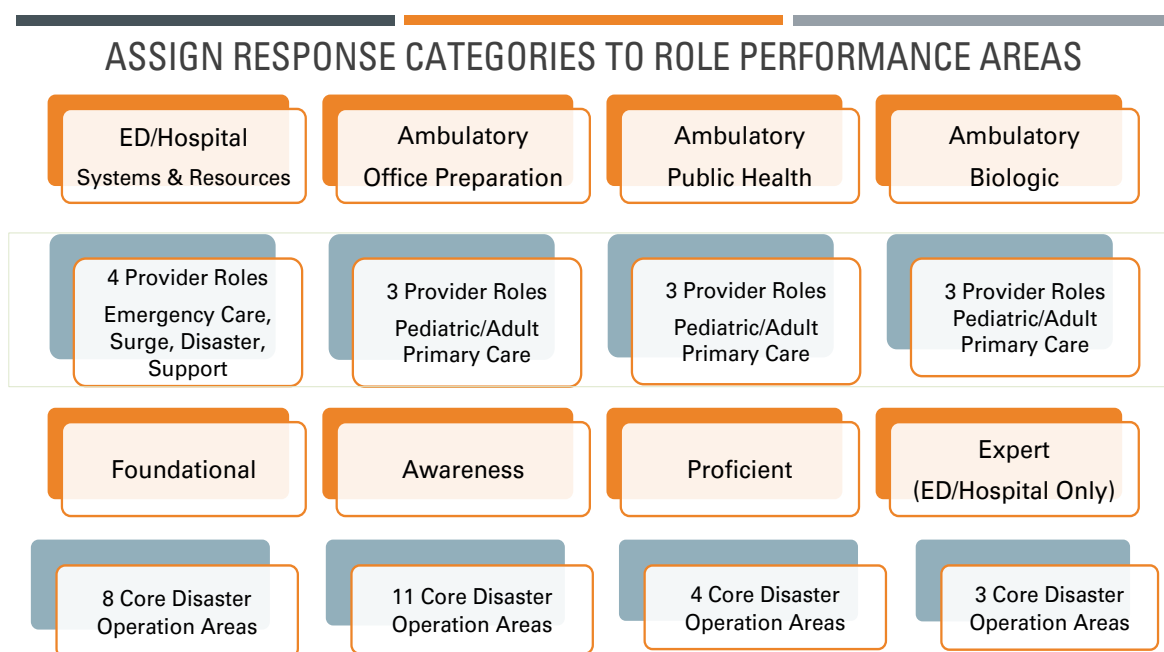 ASSIGN RESPONSE CATEGORIES TO ROLE PERFORMANCE AREAS
ED/Hospital
Systems & Resources
Ambulatory
Office Preparation
Ambulatory
Public Health
Ambulatory
Biologic
4 Provider Roles
Emergency Care,
Surge, Disaster,
Support
3 Provider Roles
Pediatric/Adult
Primary Care
3 Provider Roles
Pediatric/Adult
Primary Care
3 Provider Roles
Pediatric/Adult
Primary Care
Foundational
Awareness
Proficient
Expert
(ED/Hospital Only)
8 Core Disaster
Operation Areas
11 Core Disaster
Operation Areas
4 Core Disaster
Operation Areas
3 Core Disaster
Operation Areas